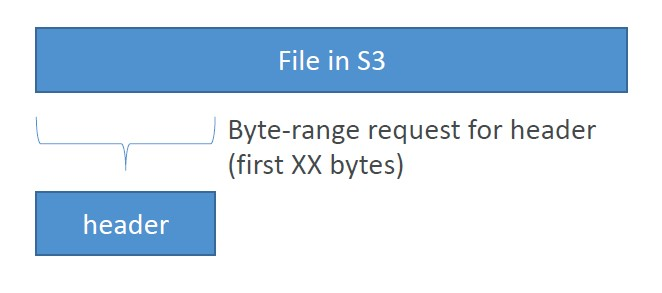 File in S3
Byte-range request for header
(first XX bytes)
header